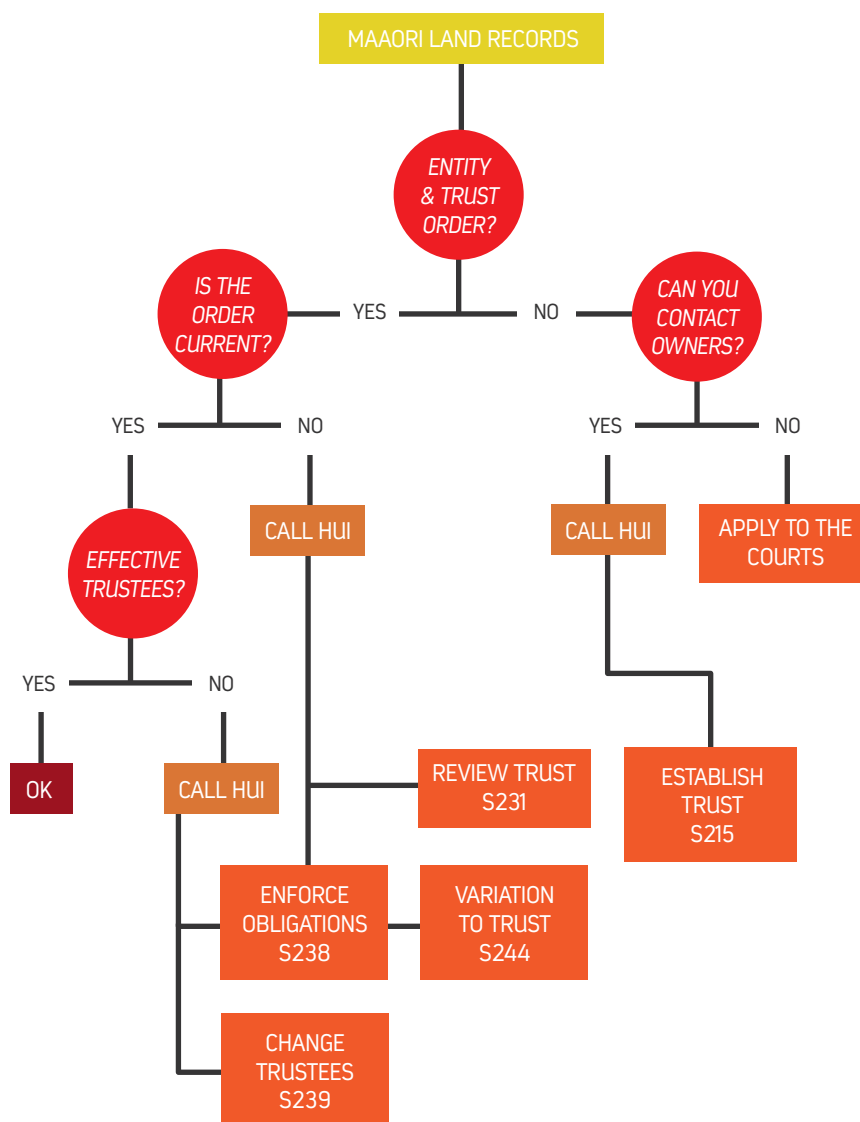 MAAORI LAND RECORDS
ENTITY
& TRUST
ORDER?
IS THE
ORDER
CURRENT?
YES
NO
CAN YOU
CONTACT
OWNERS?
YES
NO
YES
NO
EFFECTIVE
TRUSTEES?
CALL HUI
CALL HUI
APPLY TO THE
COURTS
YES
NO
OK
CALL HUI
REVIEW TRUST
S231
ESTABLISH
TRUST
S215
ENFORCE
OBLIGATIONS
S238
VARIATION
TO TRUST
S244
CHANGE
TRUSTEES
S239